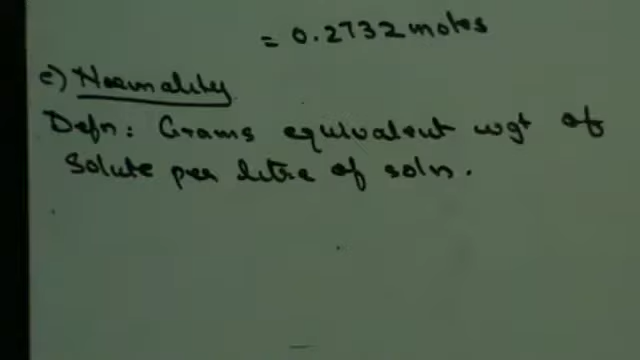 = 0.2732 moles
c) Normality
Defn: Grams equivalent wgt of
Solute per litre of soln.